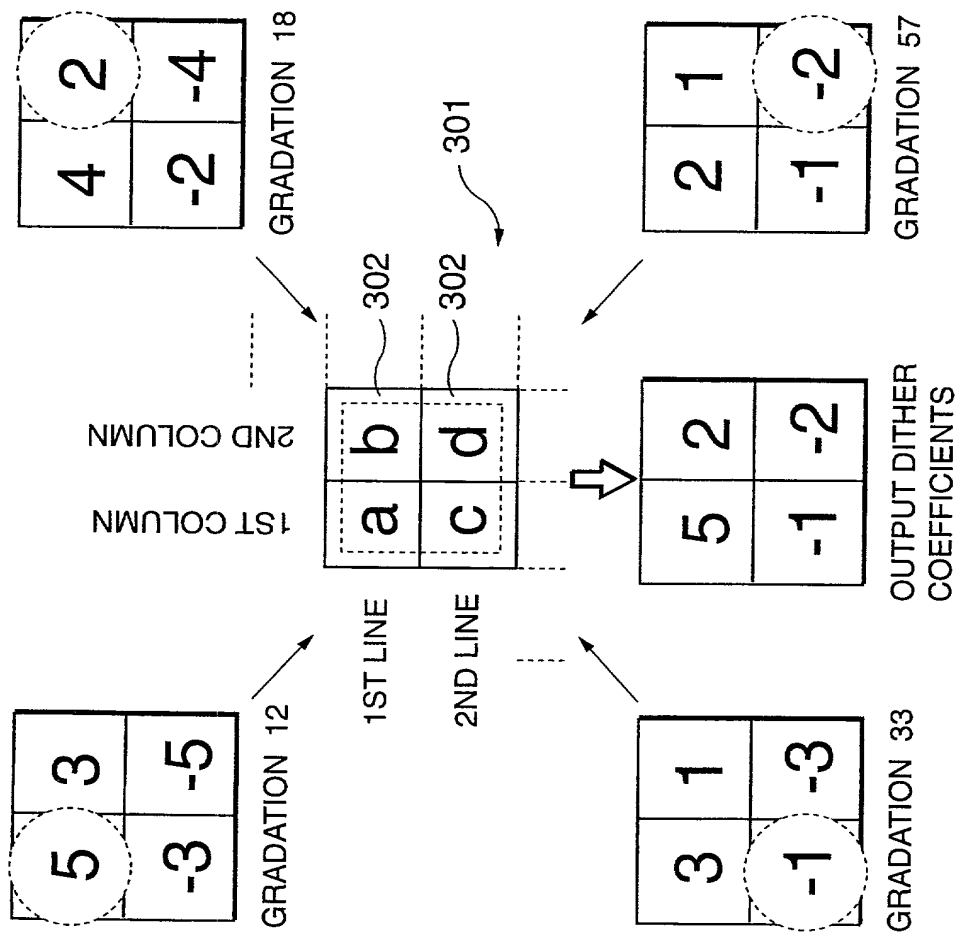 5 3
-3 -5
GRADATION 12
4 2
-2 -4
GRADATION 18
1ST COLUMN
2ND COLUMN
1ST LINE
a b
302
2ND LINE
c d
302
301
3 1
-1 -3
GRADATION 33
5 2
-1 -2
OUTPUT DITHER
COEFFICIENTS
2 1
-1 -2
GRADATION 57